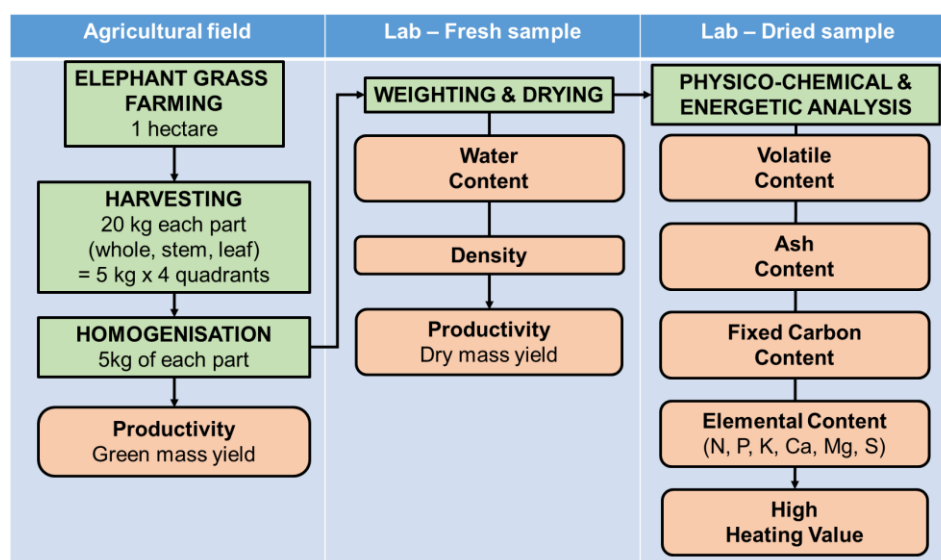 Agricultural field
Lab – Fresh sample
Lab – Dried sample
ELEPHANT GRASS
FARMING
1 hectare
HARVESTING
20 kg each part
(whole, stem, leaf)
= 5 kg x 4 quadrants
HOMOGENISATION
5kg of each part
Productivity
Green mass yield
WEIGHTING & DRYING
Water
Content
Density
Productivity
Dry mass yield
PHYSICO-CHEMICAL &
ENERGETIC ANALYSIS
Volatile
Content
Ash
Content
Fixed Carbon
Content
Elemental Content
(N, P, K, Ca, Mg, S)
High
Heating Value